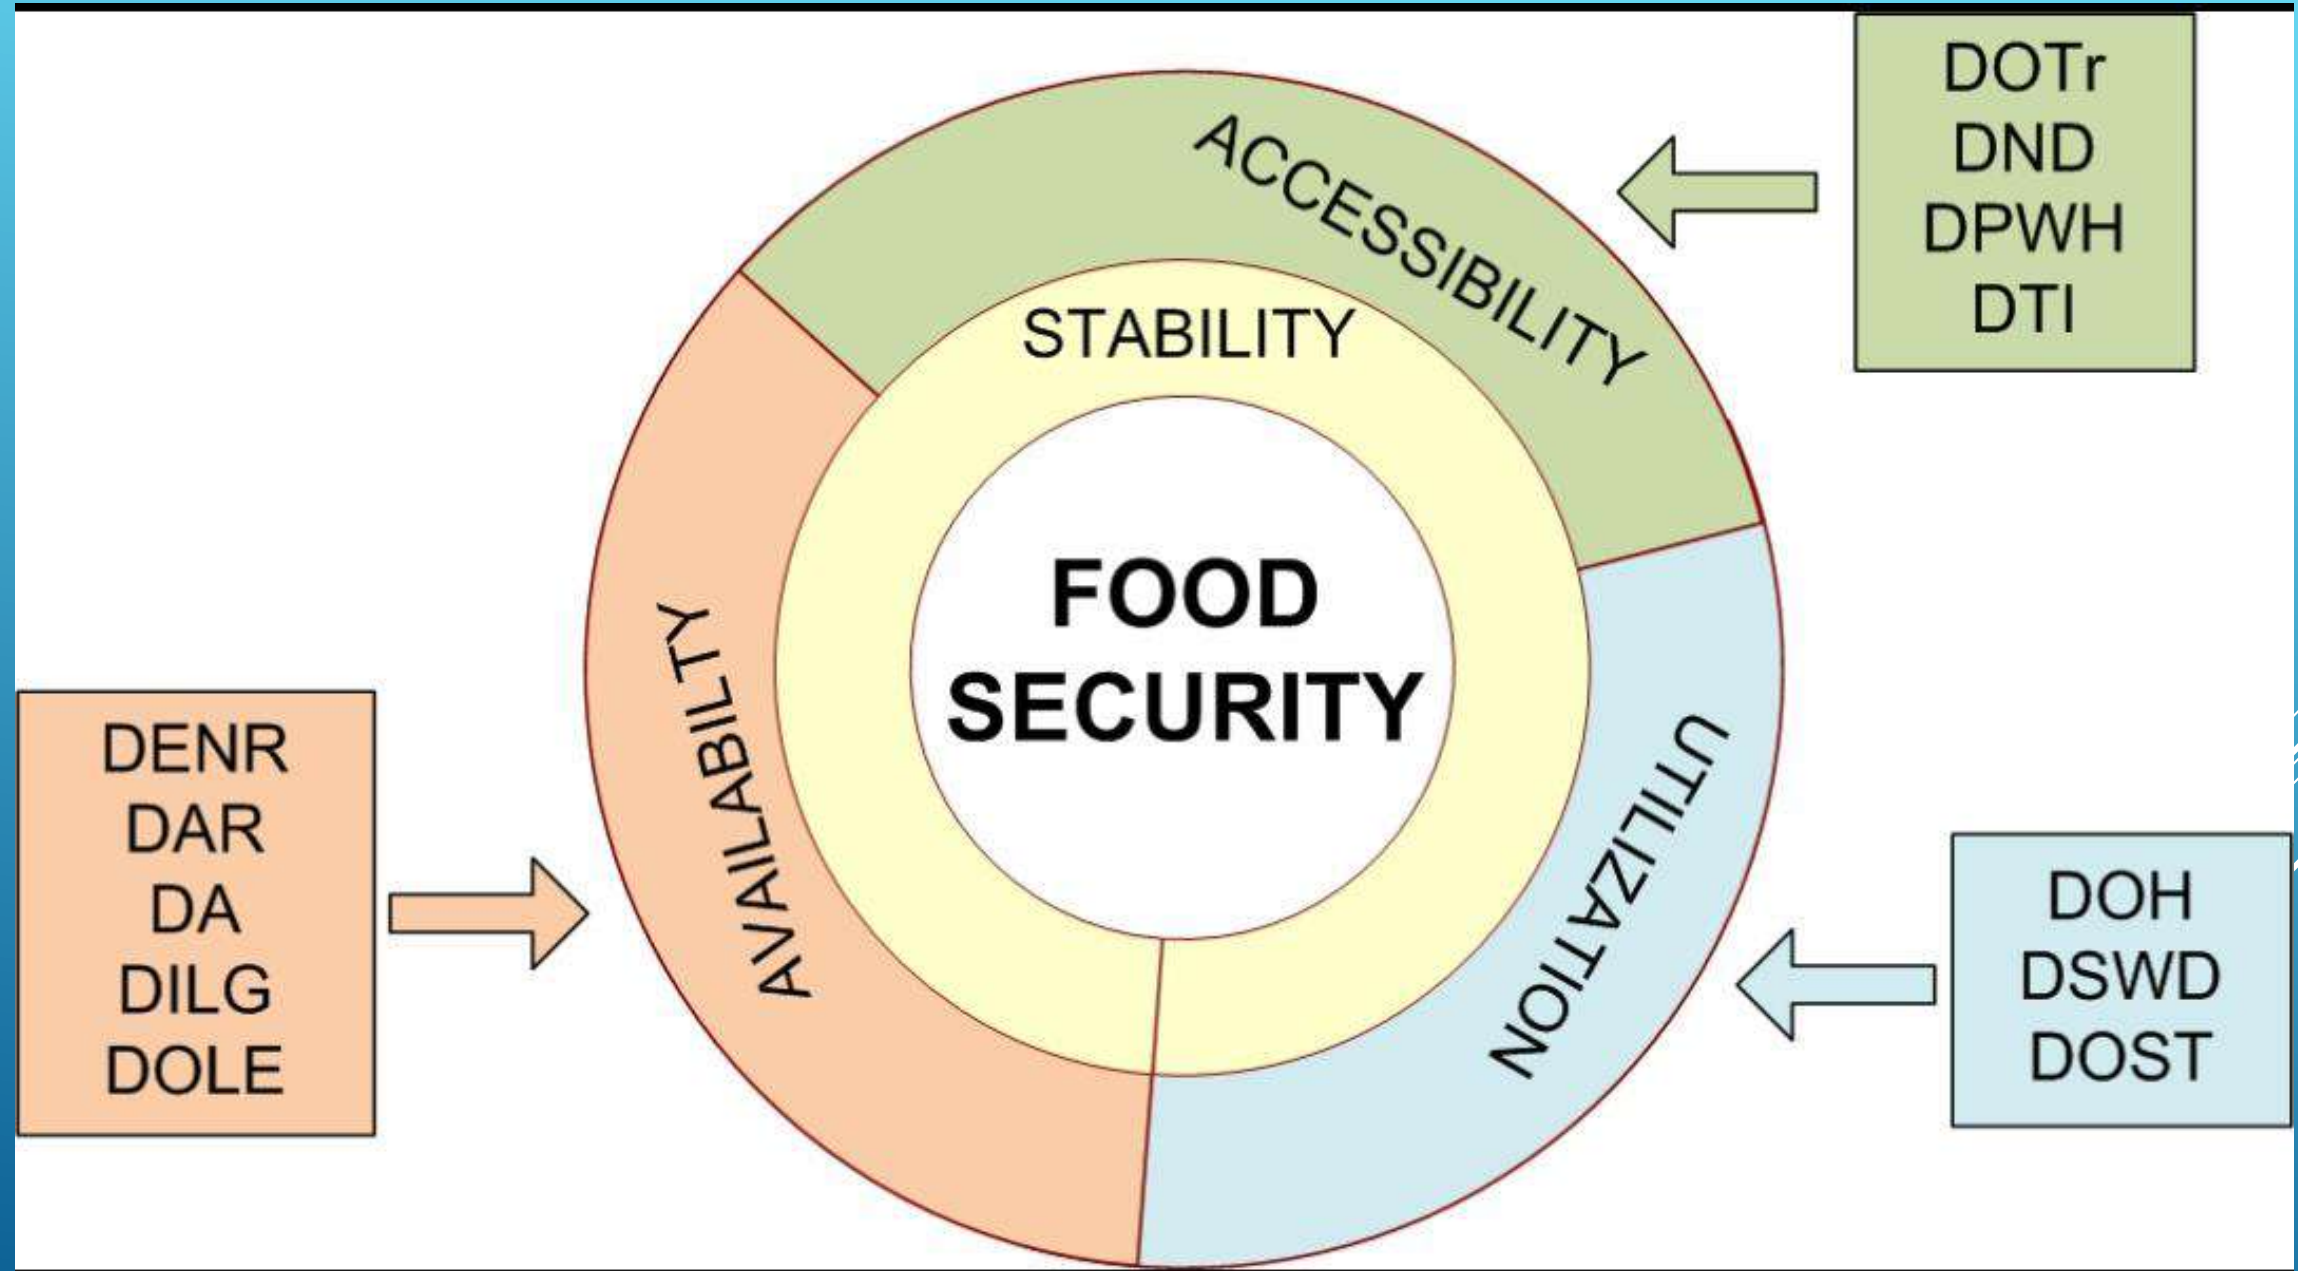 DOTr
DND
DPWH
DTI
ACCESSIBILITY
STABILITY
FOOD
SECURITY
AVAILABILTY
UTILIZATION
DENR
DAR
DA
DILG
DOLE
DOH
DSWD
DOST